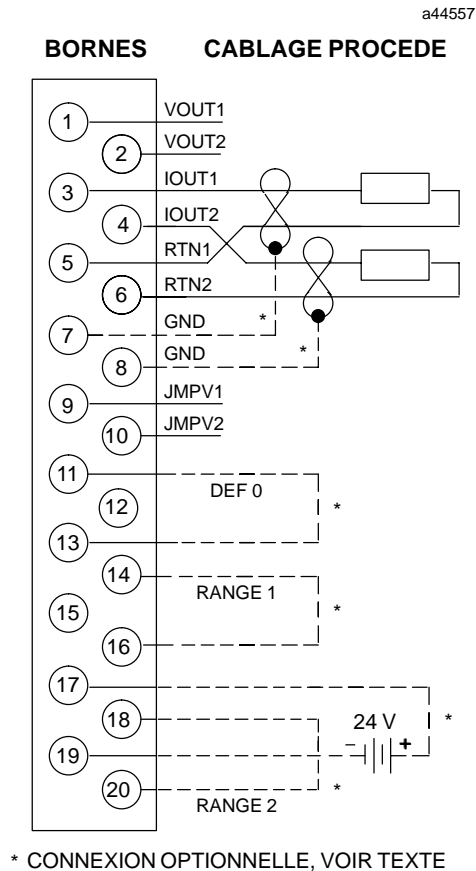 a44557
BORNES CABLAGE PROCEDE
1 VOUT1
2 VOUT2
3 IOUT1
4 IOUT2
5 RTN1
6 RTN2
7 GND *
8 GND *
9 JMPV1
10 JMPV2
11
DEF 0
12 *
13
14
RANGE 1
15 *
16
17
18 24 V *
19 − +
20 *
RANGE 2
* CONNEXION OPTIONNELLE, VOIR TEXTE